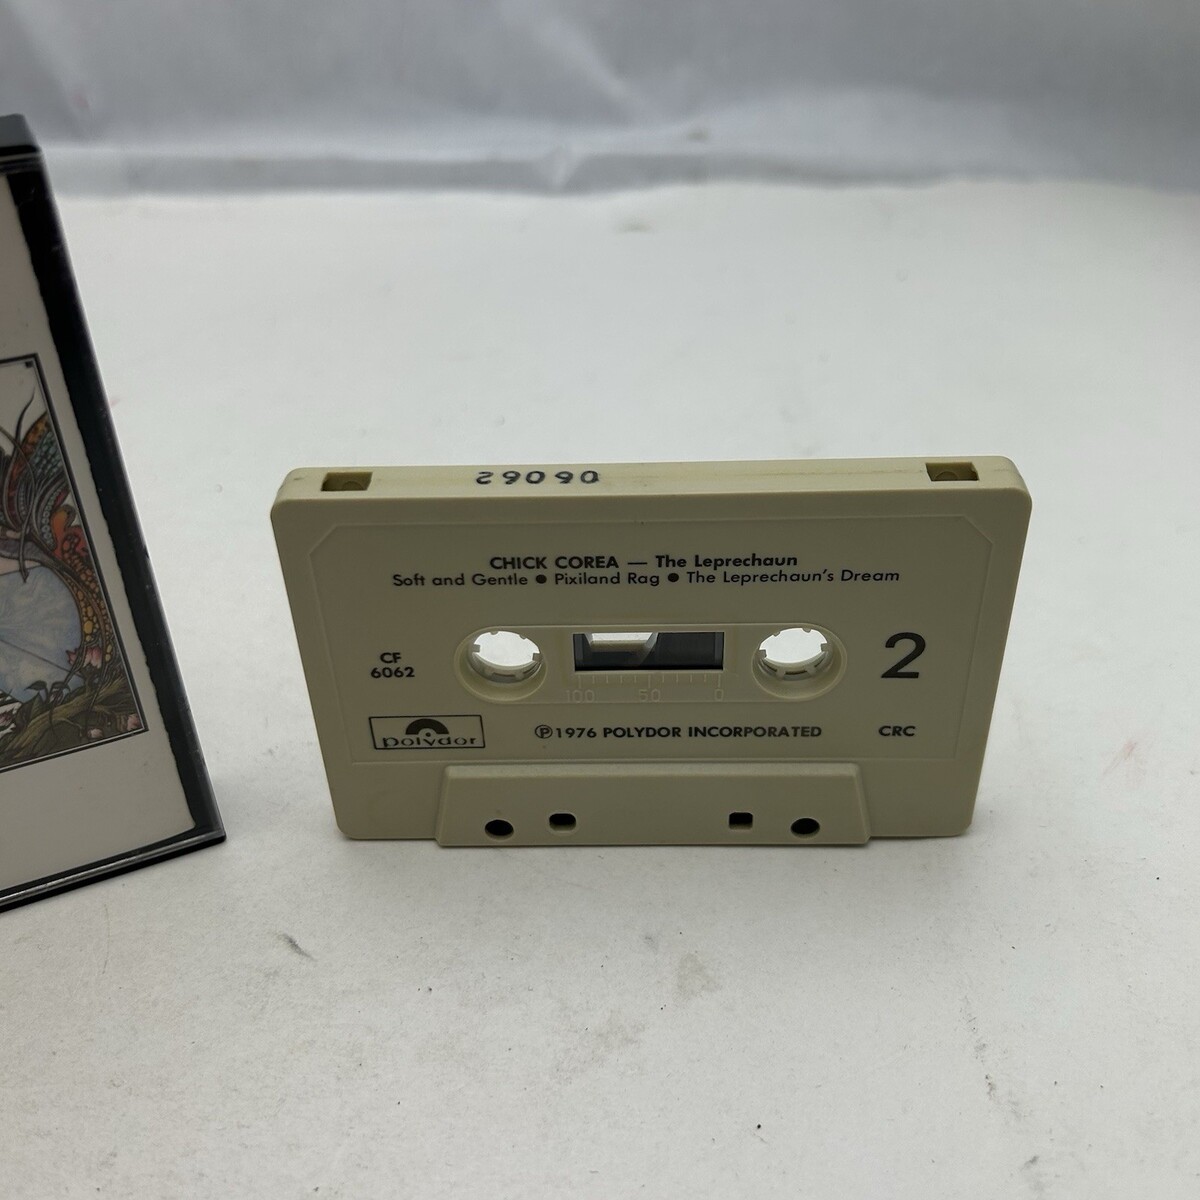 06062
CHICK COREA — The Leprechaun
Soft and Gentle ● Pixiland Rag ● The Leprechaun's Dream
CF
6062
2
100 50 0
polydor
Ⓟ1976 POLYDOR INCORPORATED
CRC